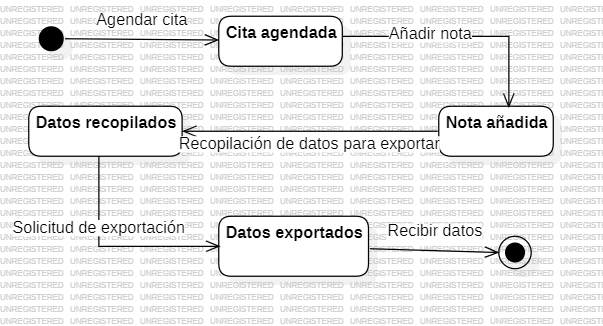 Agendar cita
Cita agendada
Añadir nota
Datos recopilados
Nota añadida
Recopilación de datos para exportar
Solicitud de exportación
Datos exportados
Recibir datos
UNREGISTERED